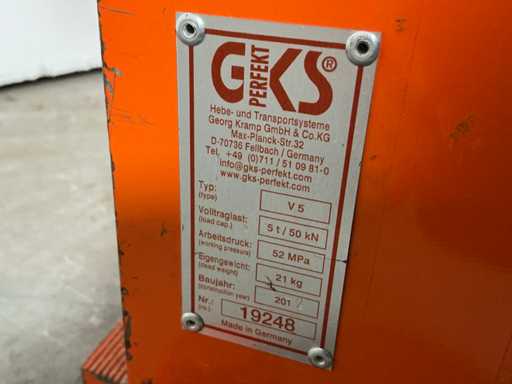 GKS®
PERFEKT
Hebe- und Transportsysteme
Georg Kramp GmbH & Co.KG
Max-Planck-Str.32
D-70736 Fellbach / Germany
Tel. +49 (0)711 / 51 09 81-0
info@gks-perfekt.com
www.gks-perfekt.com
Typ: V 5
(type)
Volltraglast: 5 t / 50 kN
(load cap.)
Arbeitsdruck: 52 MPa
(working pressure)
Eigengewicht: 21 kg
(dead weight)
Baujahr:
(construction year)
Nr.: 19248
(no.)
Made in Germany